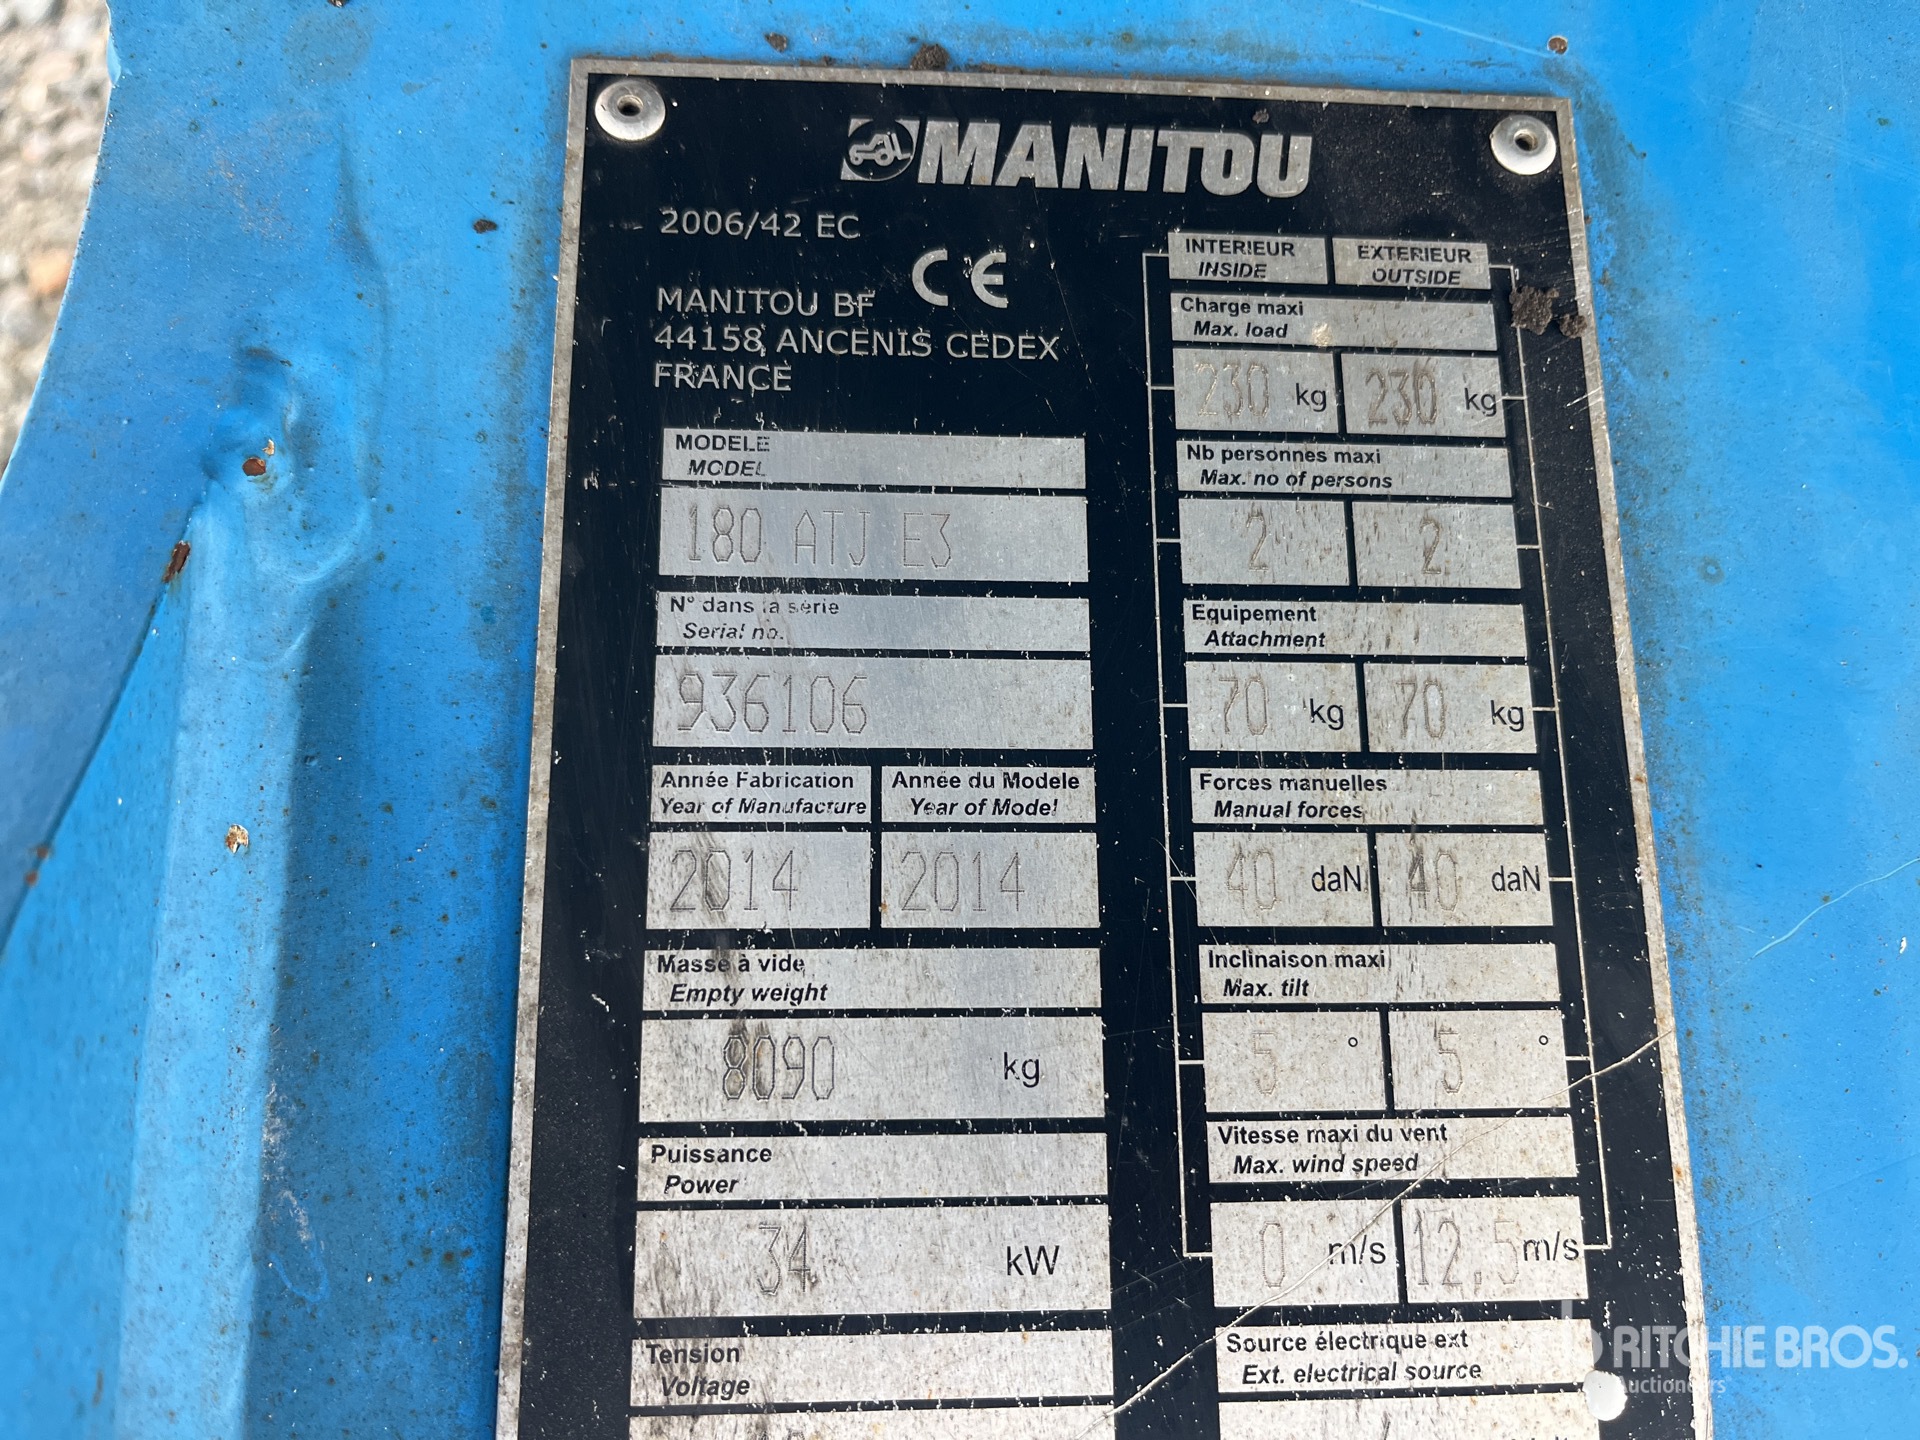 MANITOU
2006/42 EC
CE
MANITOU BF
44158 ANCENIS CEDEX
FRANCE
MODELE
MODEL
180 ATJ E3
N° dans la série
Serial no.
936106
Année Fabrication
Year of Manufacture
2014
Année du Modele
Year of Model
2014
Masse à vide
Empty weight
8090 kg
Puissance
Power
34 kW
Tension
Voltage
INTERIEUR
INSIDE
EXTERIEUR
OUTSIDE
Charge maxi
Max. load
230 kg 230 kg
Nb personnes maxi
Max. no of persons
2 2
Equipement
Attachment
70 kg 70 kg
Forces manuelles
Manual forces
40 daN 40 daN
Inclinaison maxi
Max. tilt
5 ° 5 °
Vitesse maxi du vent
Max. wind speed
0 m/s 12.5 m/s
Source électrique ext
Ext. electrical source
RITCHIE BROS.
Auctioneers